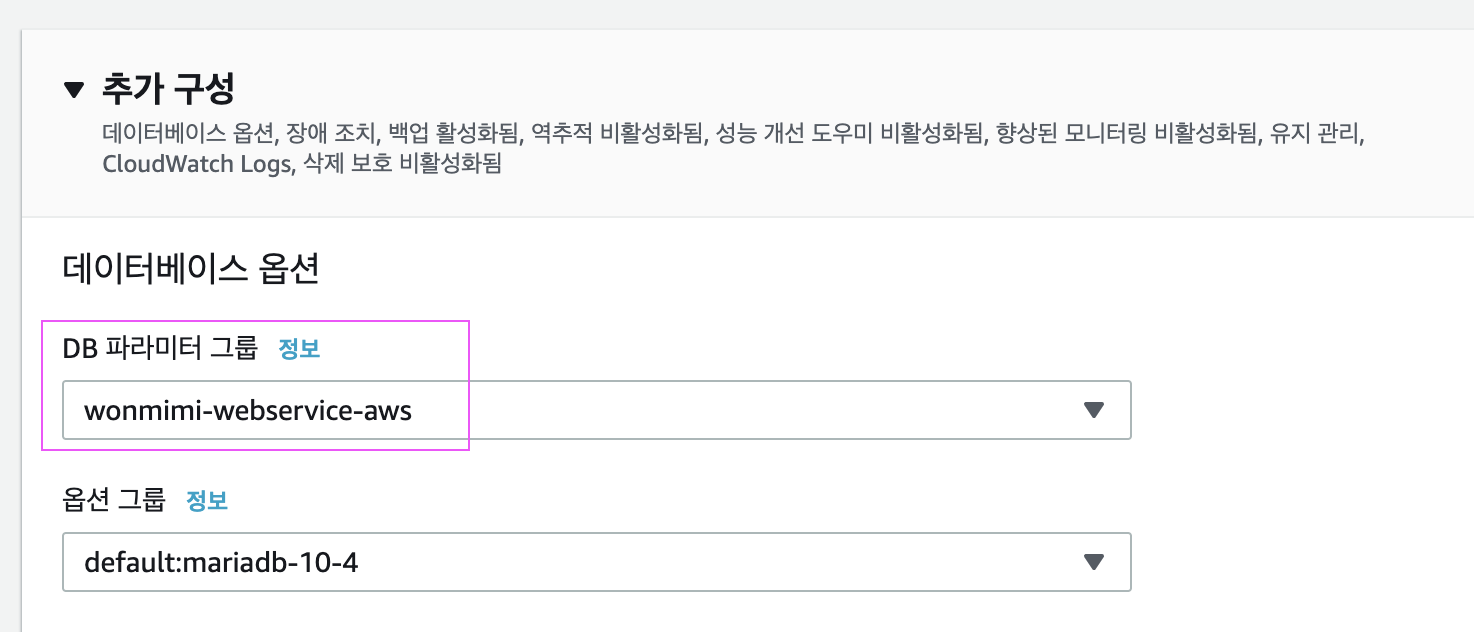 추가 구성
데이터베이스 옵션, 장애 조치, 백업 활성화됨, 역추적 비활성화됨, 성능 개선 도우미 비활성화됨, 향상된 모니터링 비활성화됨, 유지 관리,
CloudWatch Logs, 삭제 보호 비활성화됨
데이터베이스 옵션
DB 파라미터 그룹 정보
wonmimi-webservice-aws
옵션 그룹 정보
default:mariadb-10-4